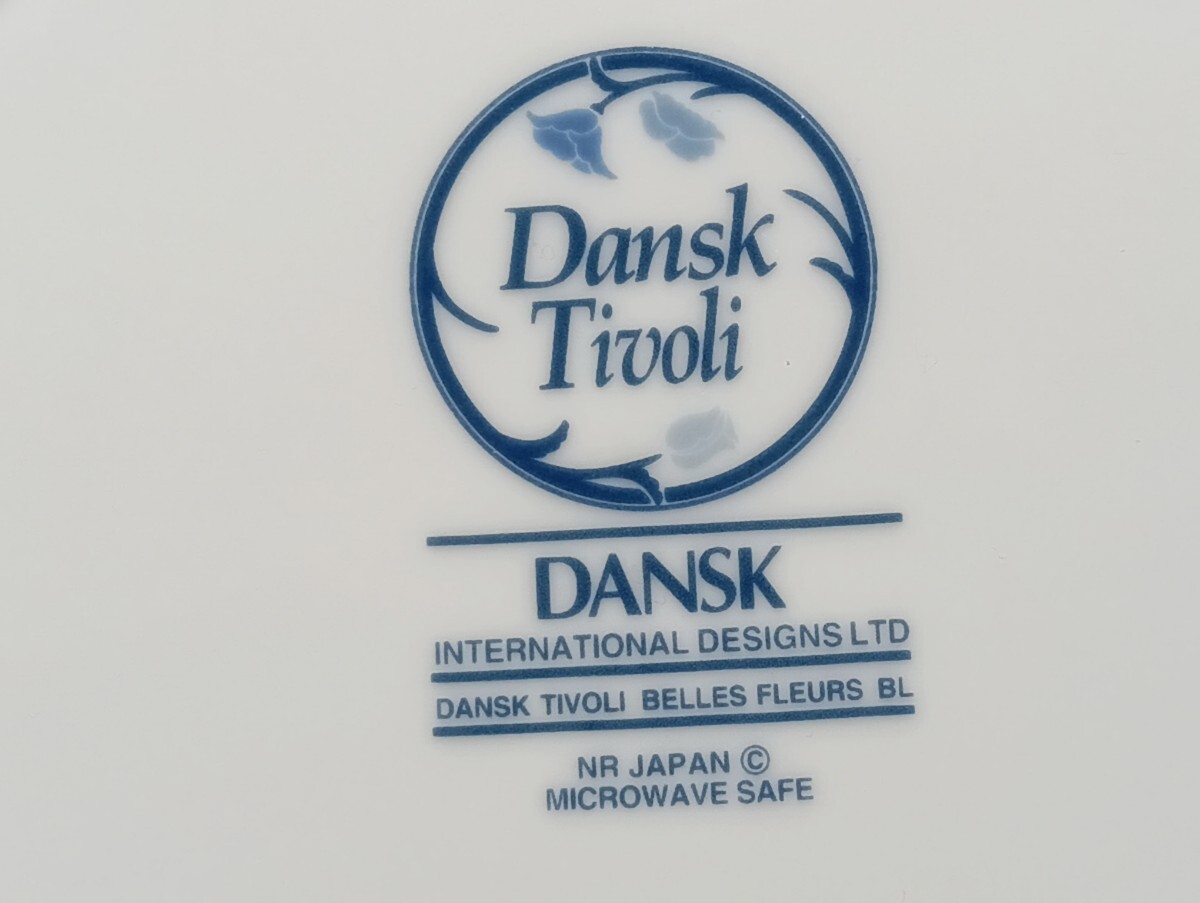 Dansk
Tivoli
DANSK
INTERNATIONAL DESIGNS LTD
DANSK TIVOLI BELLES FLEURS BL
NR JAPAN ©
MICROWAVE SAFE